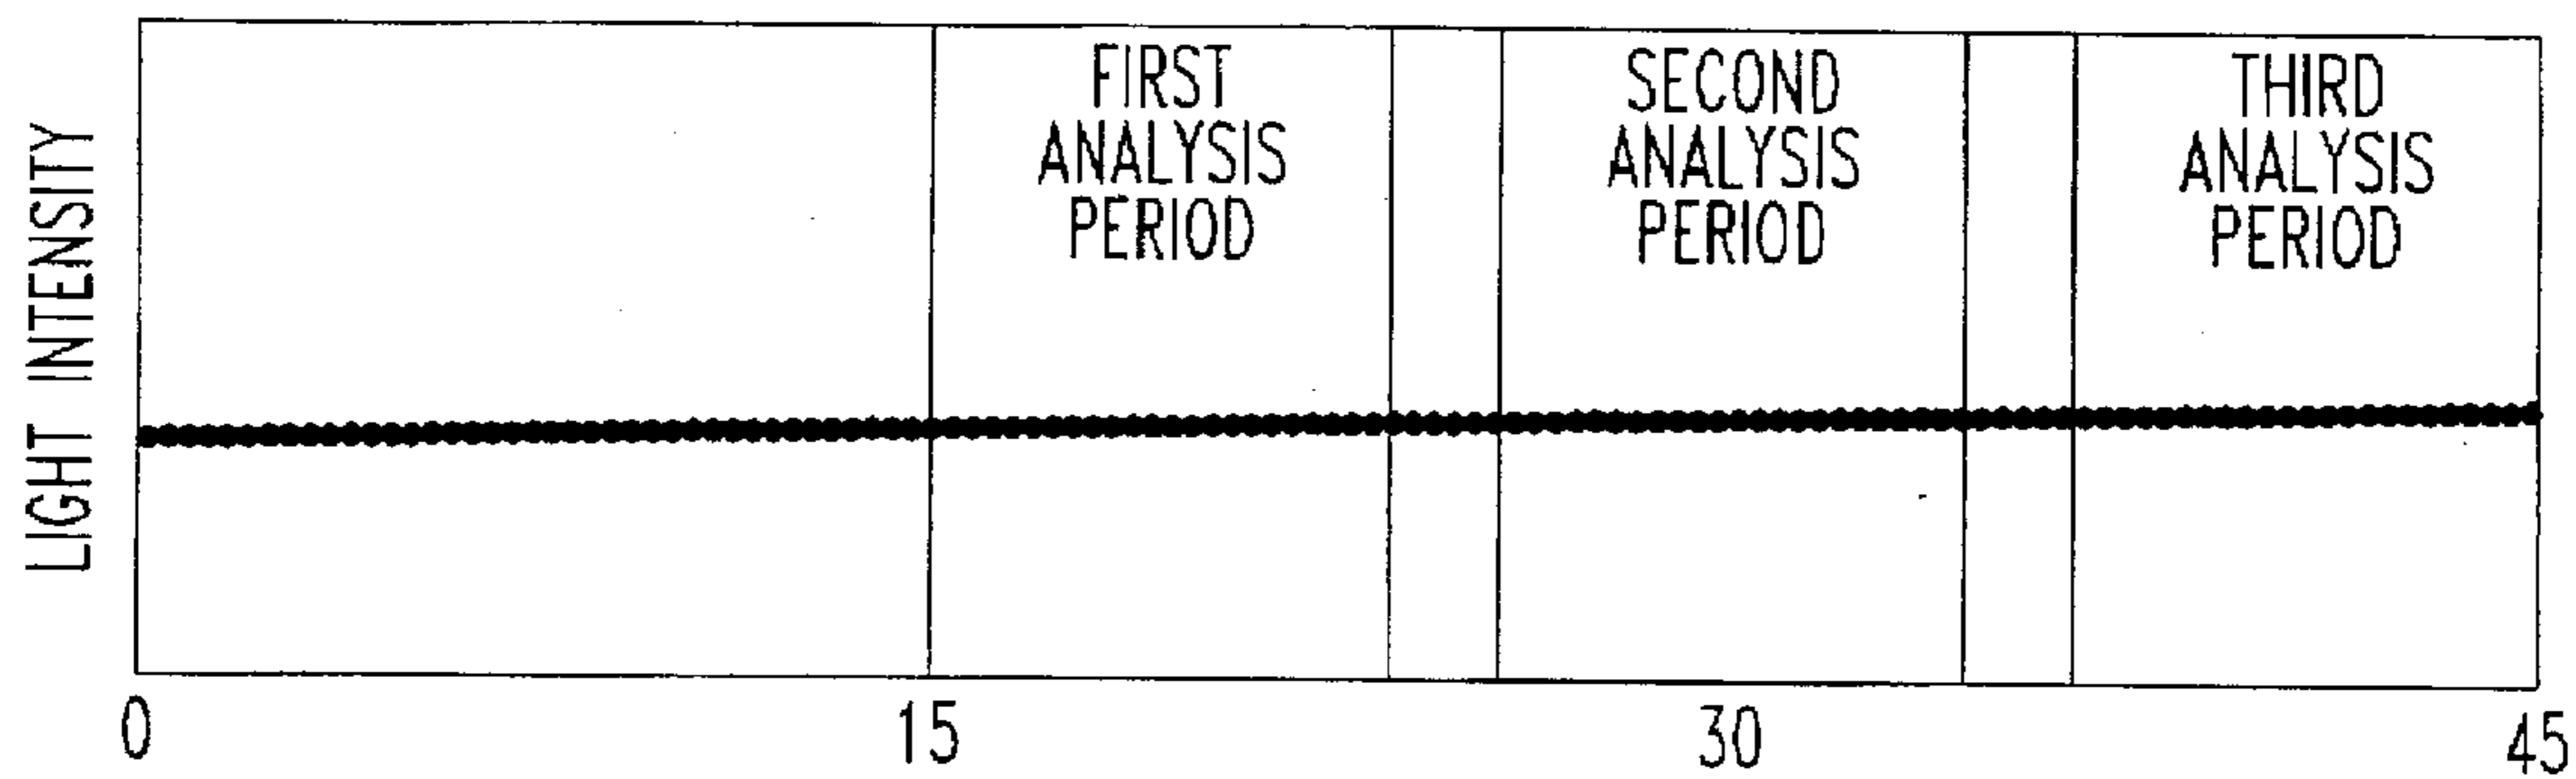 LIGHT INTENSITY
FIRST
ANALYSIS
PERIOD
SECOND
ANALYSIS
PERIOD
THIRD
ANALYSIS
PERIOD
0 15 30 45